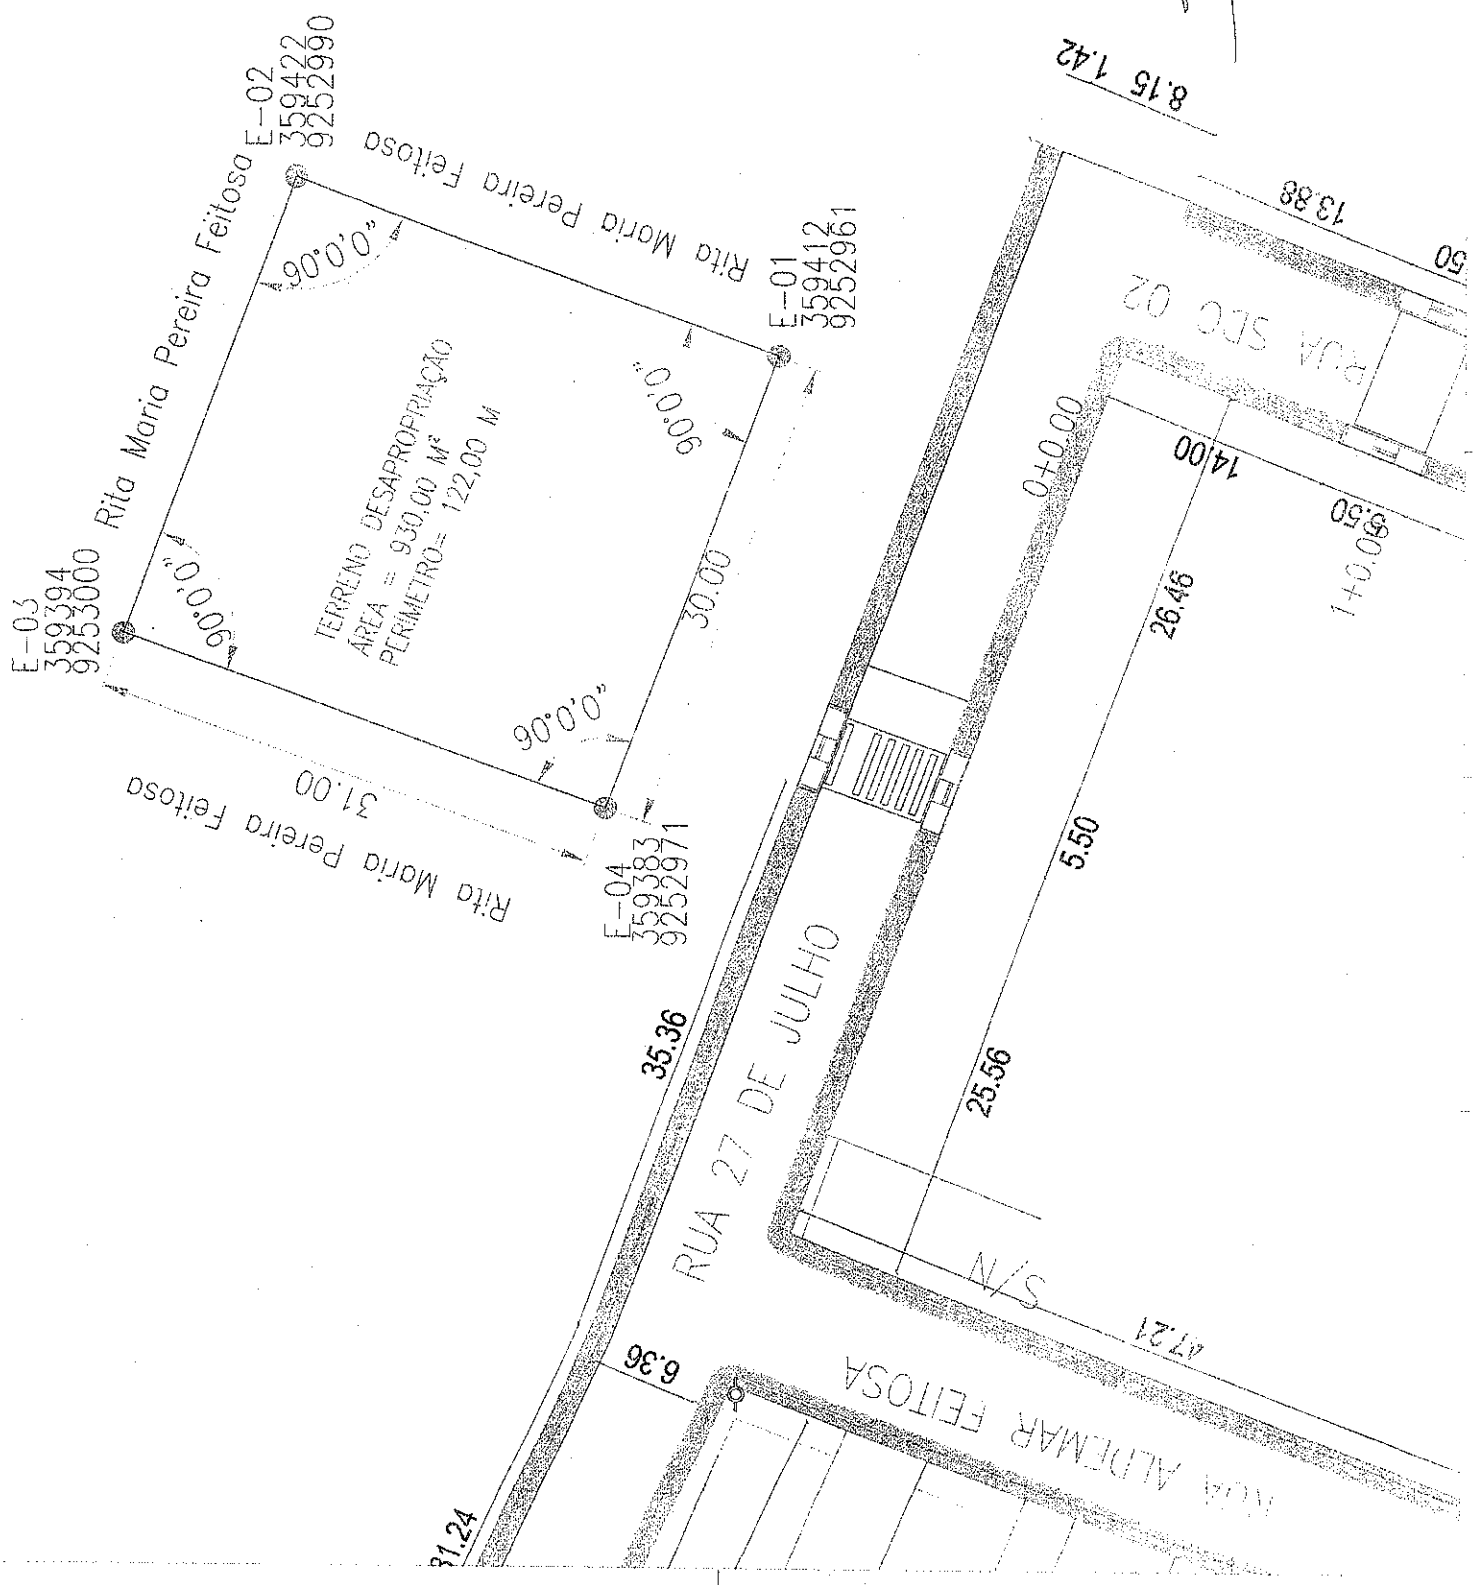 E-03
359394
9253000
Rita Maria Pereira Feitosa
E-02
359422
9252990
Rita Maria Pereira Feitosa
E-01
359412
9252961
Rita Maria Pereira Feitosa
E-04
359383
9252971
90°0'0"
90°0'0"
90°0'0"
90°0'0"
TERRENO DESAPROPRIAÇÃO
ÁREA = 930,00 M²
PERIMETRO= 122,00 M
31.00
30.00
1.42
8.15
13.88
50
RUA SDO 02
0+0.00
14.00
26.46
1+0.00
5.50
35.36
RUA 27 DE JULHO
25.56
S/N
47.21
6.36
RUA ALDEMAR FEITOSA
31.24